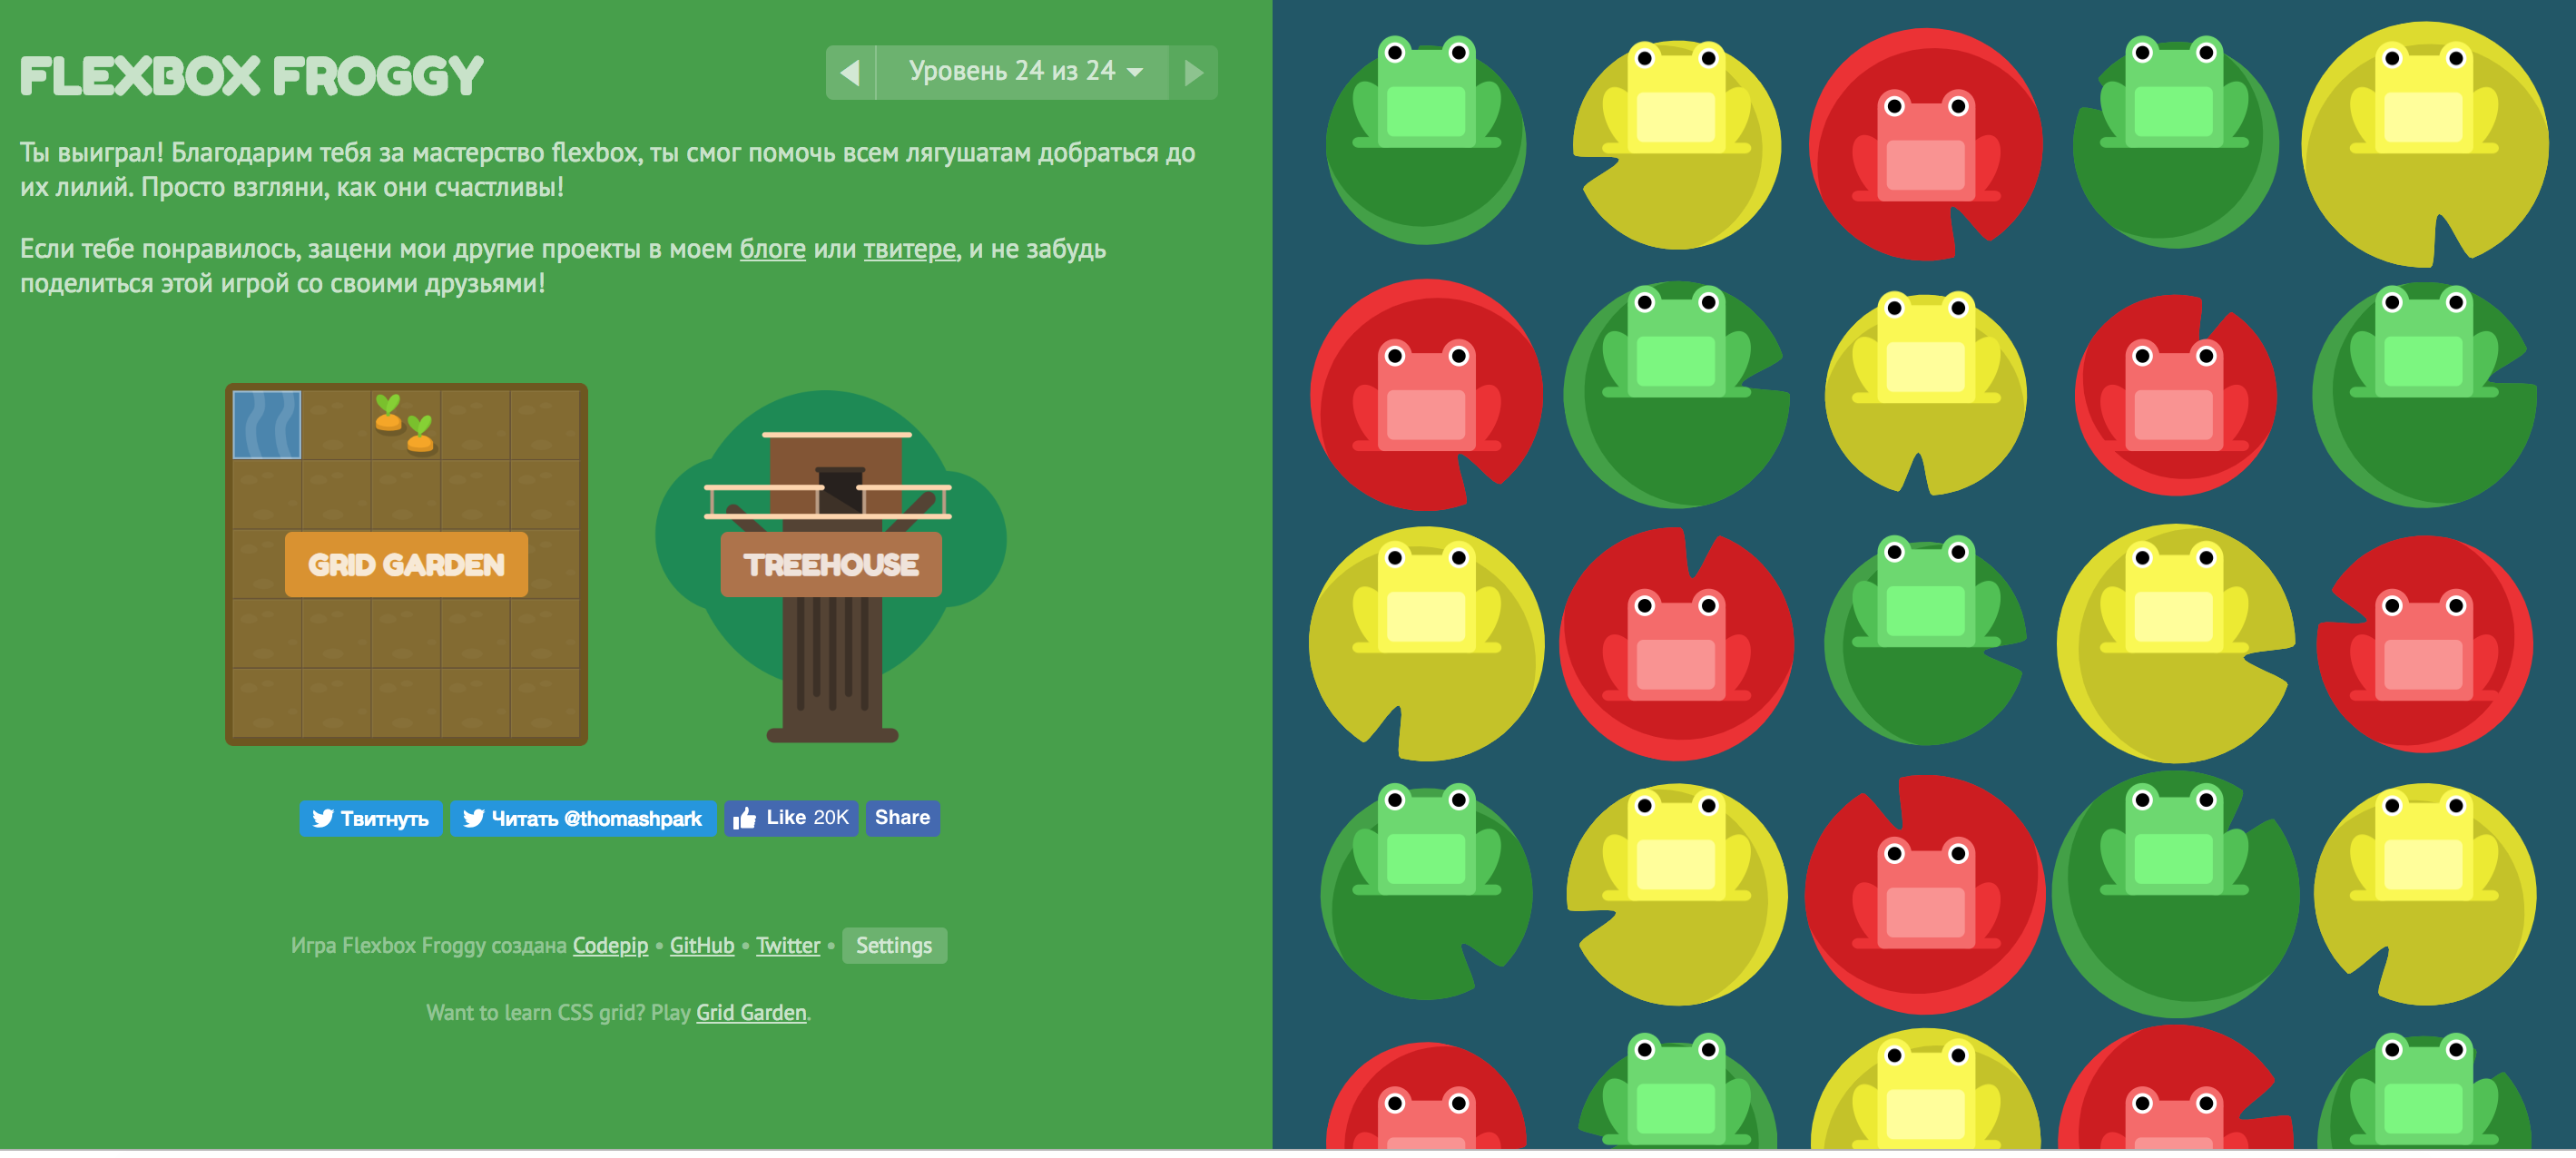 FLEXBOX FROGGY
Уровень 24 из 24
Ты выиграл! Благодарим тебя за мастерство flexbox, ты смог помочь всем лягушатам добраться до
их лилий. Просто взгляни, как они счастливы!
Если тебе понравилось, зацени мои другие проекты в моем блоге или твитере, и не забудь
поделиться этой игрой со своими друзьями!
GRID GARDEN
TREEHOUSE
Твитнуть
Читать @thomashpark
Like 20K
Share
Игра Flexbox Froggy создана Codepip • GitHub • Twitter • Settings
Want to learn CSS grid? Play Grid Garden.